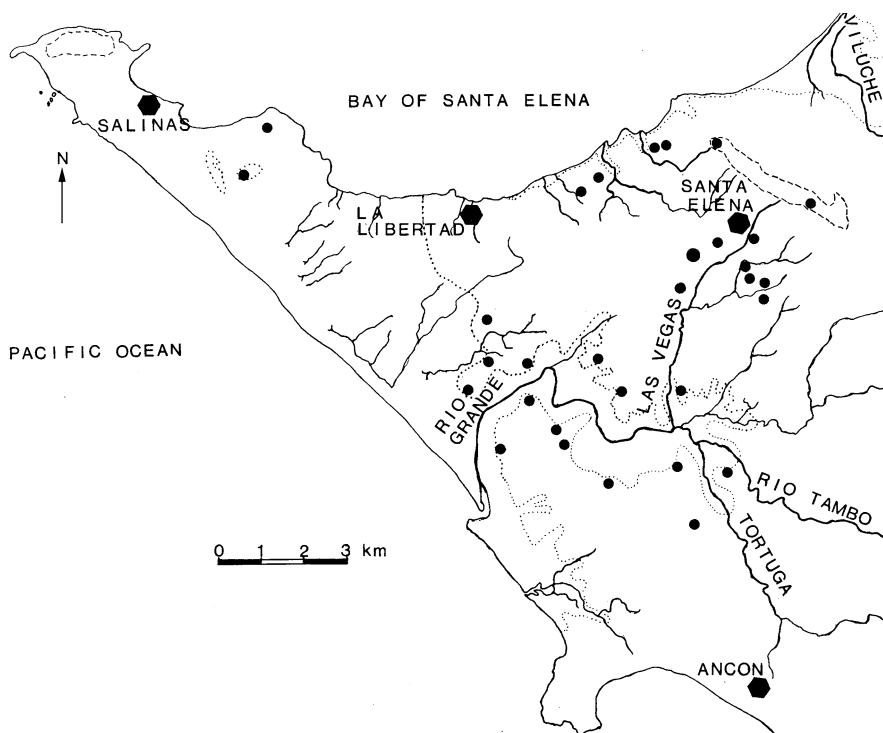 VILUCHE
BAY OF SANTA ELENA
SALINAS
N
SANTA
ELENA
LA
LIBERTAD
PACIFIC OCEAN
LAS VEGAS
RIO
GRANDE
RIO TAMBO
TORTUGA
0 1 2 3 km
ANCON